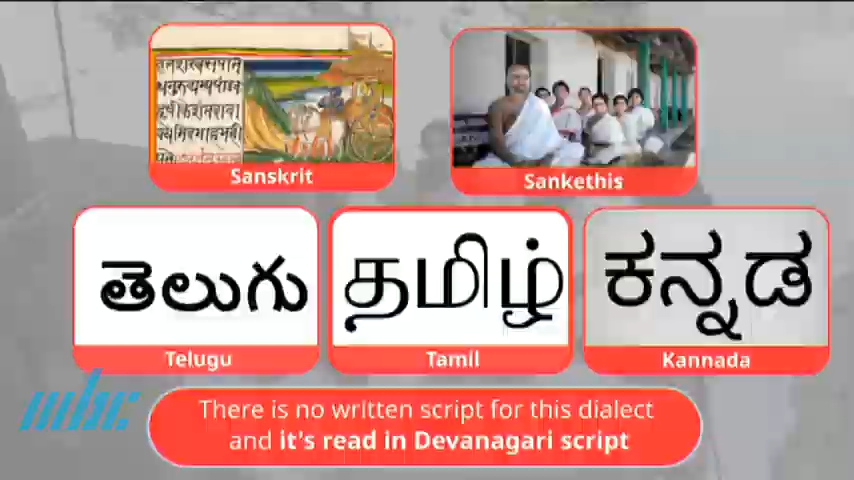 Sanskrit
Sankethis
తెలుగు
தமிழ்
ಕನ್ನಡ
Telugu
Tamil
Kannada
There is no written script for this dialect
and it's read in Devanagari script